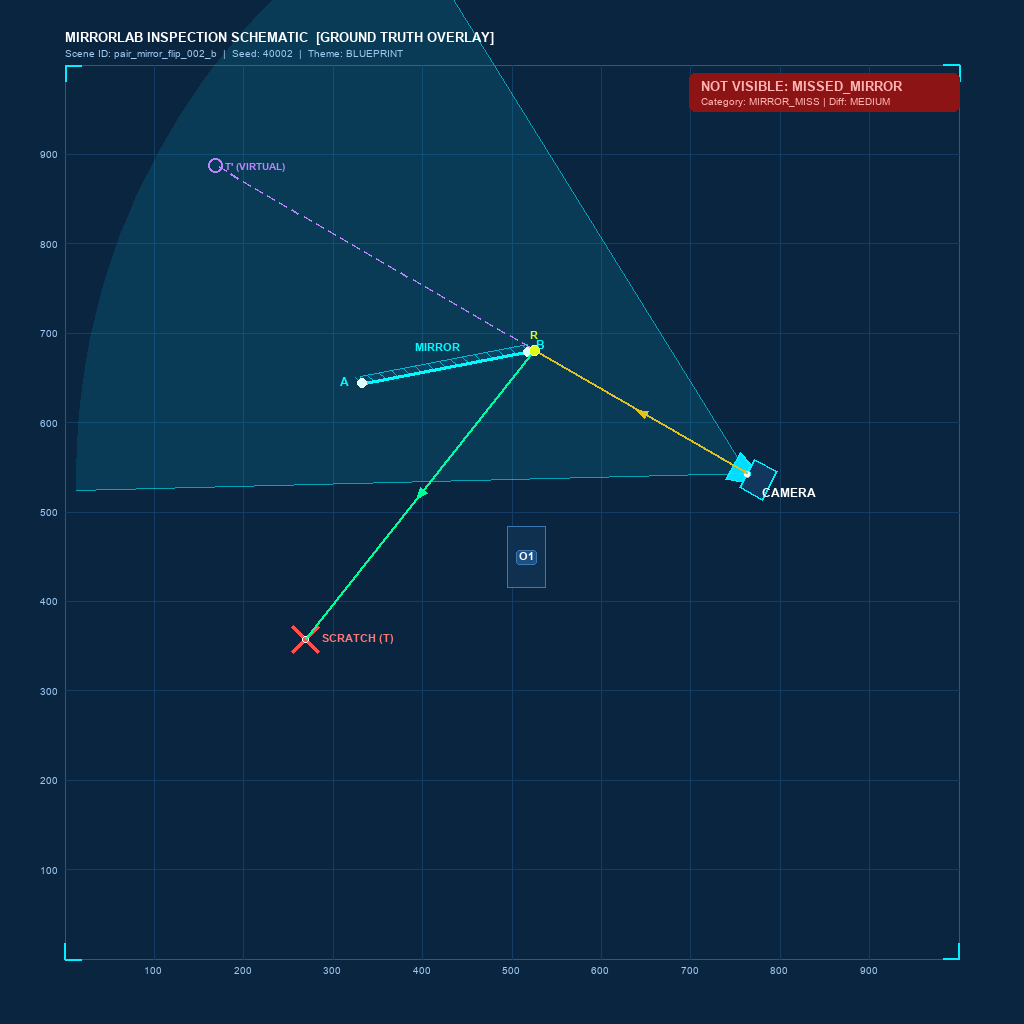 MIRRORLAB INSPECTION SCHEMATIC [GROUND TRUTH OVERLAY]
Scene ID: pair_mirror_flip_002_b | Seed: 40002 | Theme: BLUEPRINT
NOT VISIBLE: MISSED_MIRROR
Category: MIRROR_MISS | Diff: MEDIUM
900
T' (VIRTUAL)
800
700
R
MIRROR
B
A
600
CAMERA
500
O1
400
SCRATCH (T)
300
200
100
100 200 300 400 500 600 700 800 900